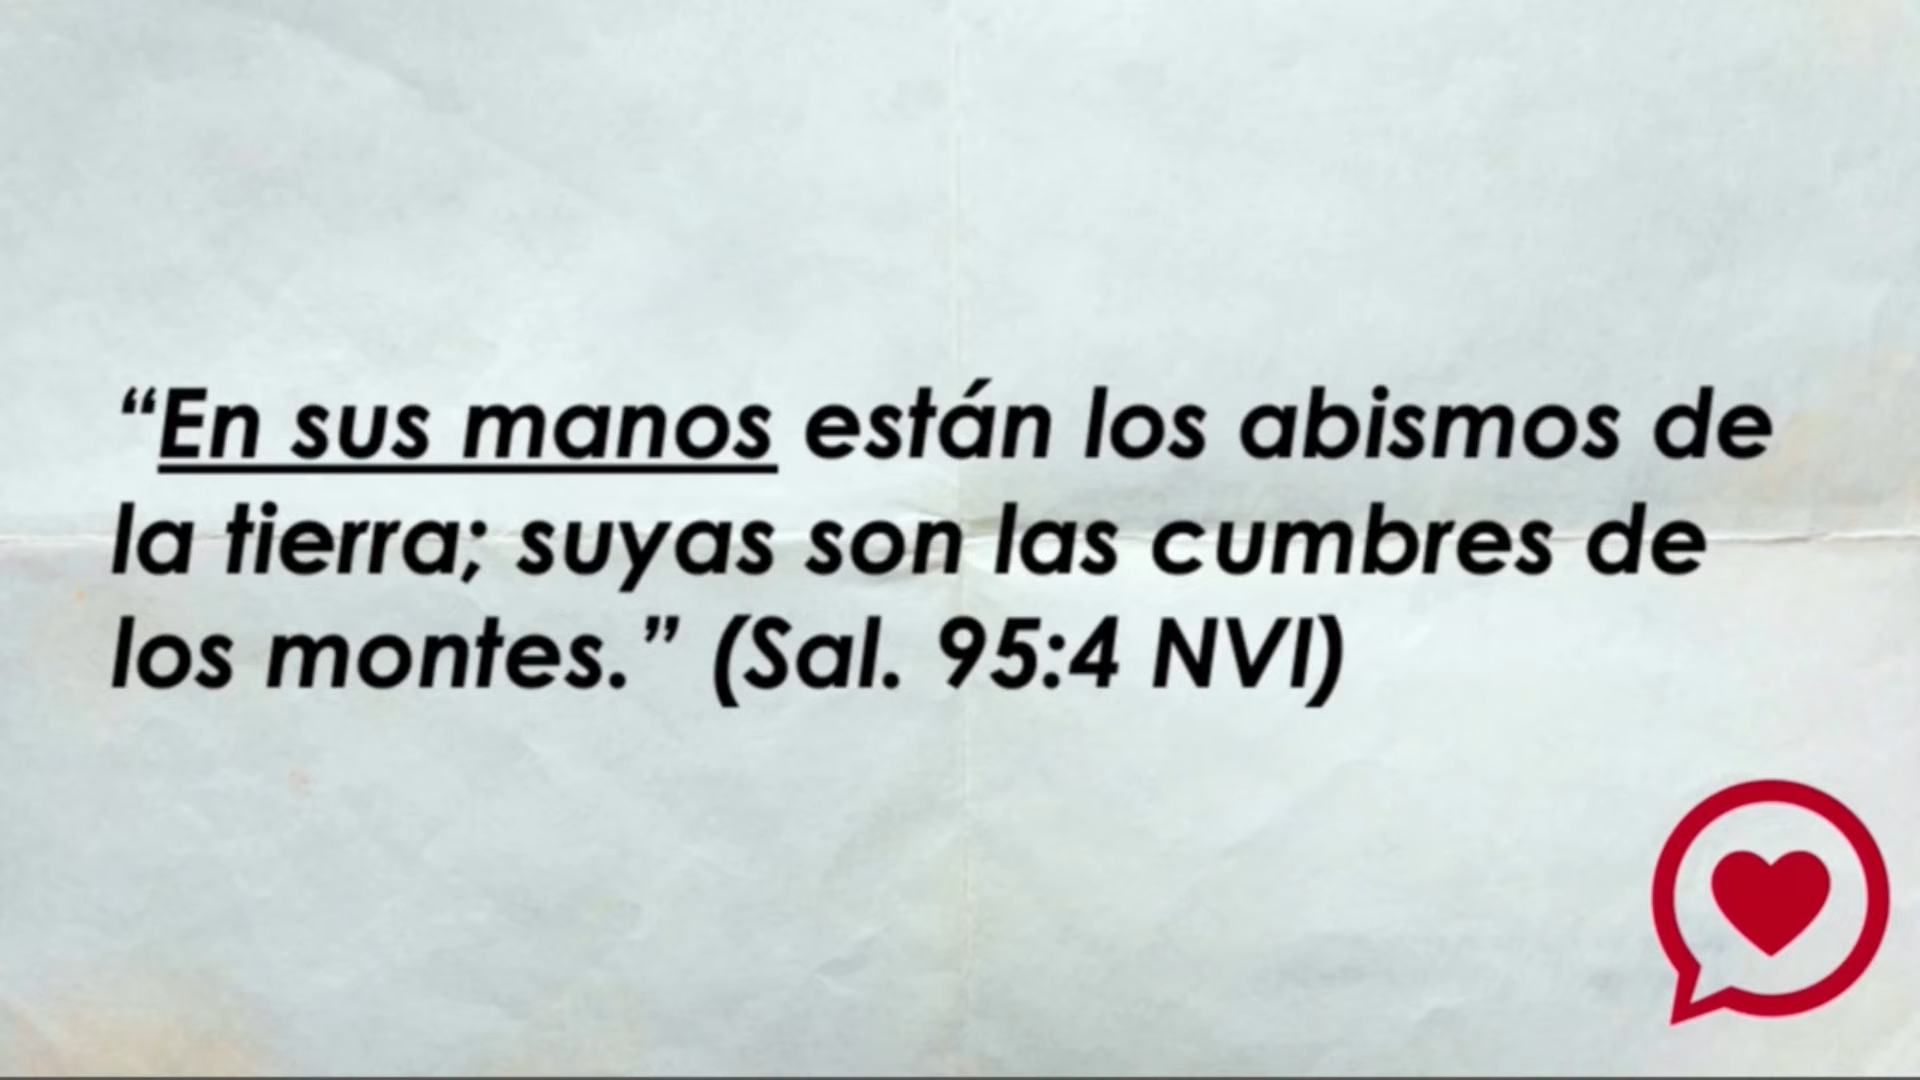 “En sus manos están los abismos de
la tierra; suyas son las cumbres de
los montes.” (Sal. 95:4 NVI)